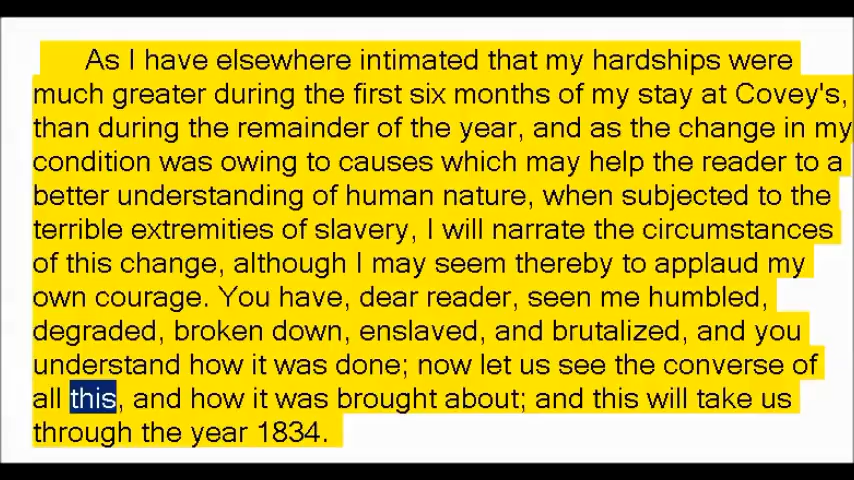 As I have elsewhere intimated that my hardships were
much greater during the first six months of my stay at Covey's,
than during the remainder of the year, and as the change in my
condition was owing to causes which may help the reader to a
better understanding of human nature, when subjected to the
terrible extremities of slavery, I will narrate the circumstances
of this change, although I may seem thereby to applaud my
own courage. You have, dear reader, seen me humbled,
degraded, broken down, enslaved, and brutalized, and you
understand how it was done; now let us see the converse of
all this, and how it was brought about; and this will take us
through the year 1834.